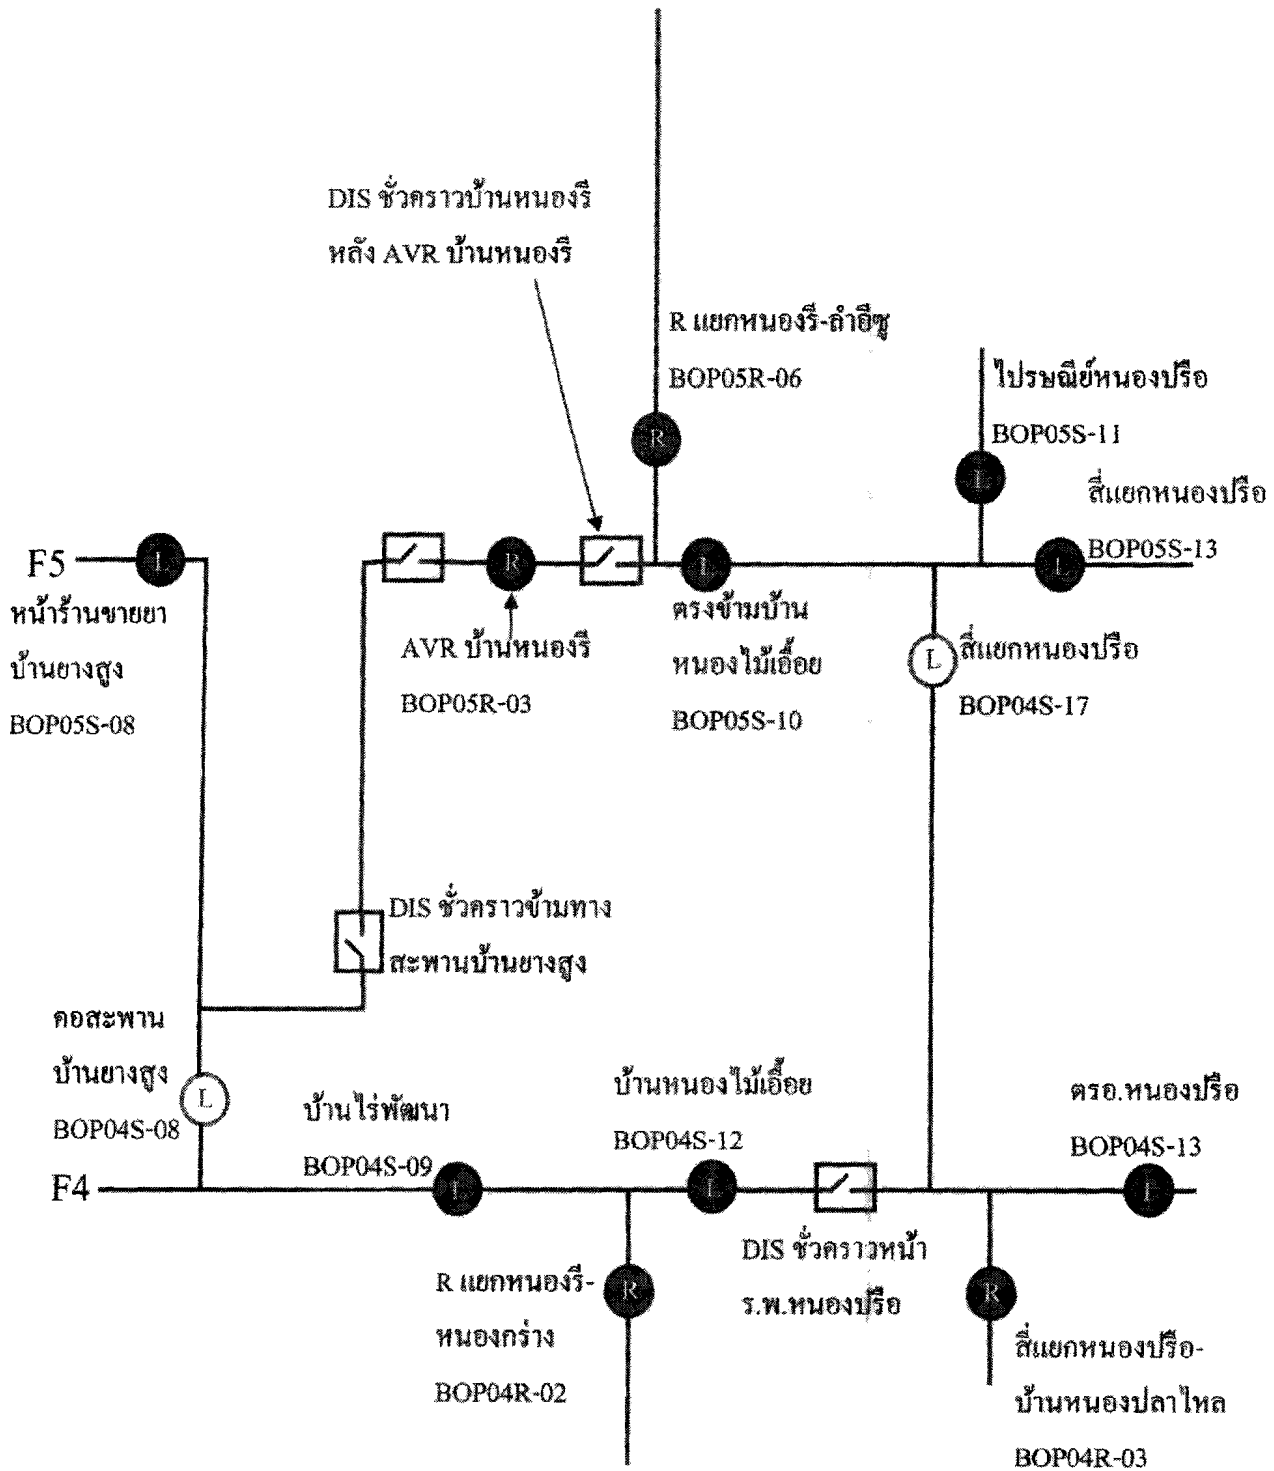 DIS ชั่วคราวบ้านหนองรี
หลัง AVR บ้านหนองรี
R แยกหนองรี-ลำอีซู
BOP05R-06
R
ไปรษณีย์หนองปรือ
BOP05S-11
L
สี่แยกหนองปรือ
BOP05S-13
L
F5
L
หน้าร้านขายยา
บ้านยางสูง
BOP05S-08
R
AVR บ้านหนองรี
BOP05R-03
L
ตรงข้ามบ้าน
หนองไม้เอื้อย
BOP05S-10
L
สี่แยกหนองปรือ
BOP04S-17
DIS ชั่วคราวข้ามทาง
สะพานบ้านยางสูง
คอสะพาน
บ้านยางสูง
BOP04S-08
L
บ้านไร่พัฒนา
BOP04S-09
L
บ้านหนองไม้เอื้อย
BOP04S-12
L
ตรอ.หนองปรือ
BOP04S-13
L
F4
DIS ชั่วคราวหน้า
ร.พ.หนองปรือ
R แยกหนองรี-
หนองกร่าง
BOP04R-02
R
R
สี่แยกหนองปรือ-
บ้านหนองปลาไหล
BOP04R-03